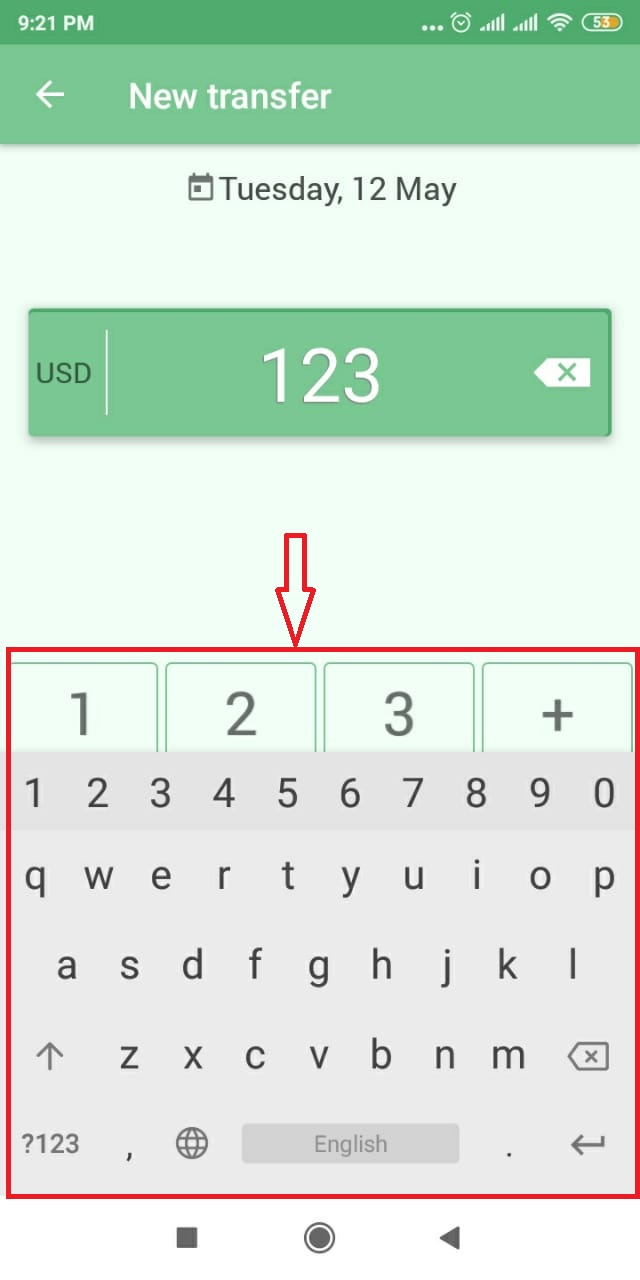 9:21 PM 53
New transfer
Tuesday, 12 May
USD 123
1 2 3 +
1 2 3 4 5 6 7 8 9 0
q w e r t y u i o p
a s d f g h j k l
z x c v b n m
?123 , English .